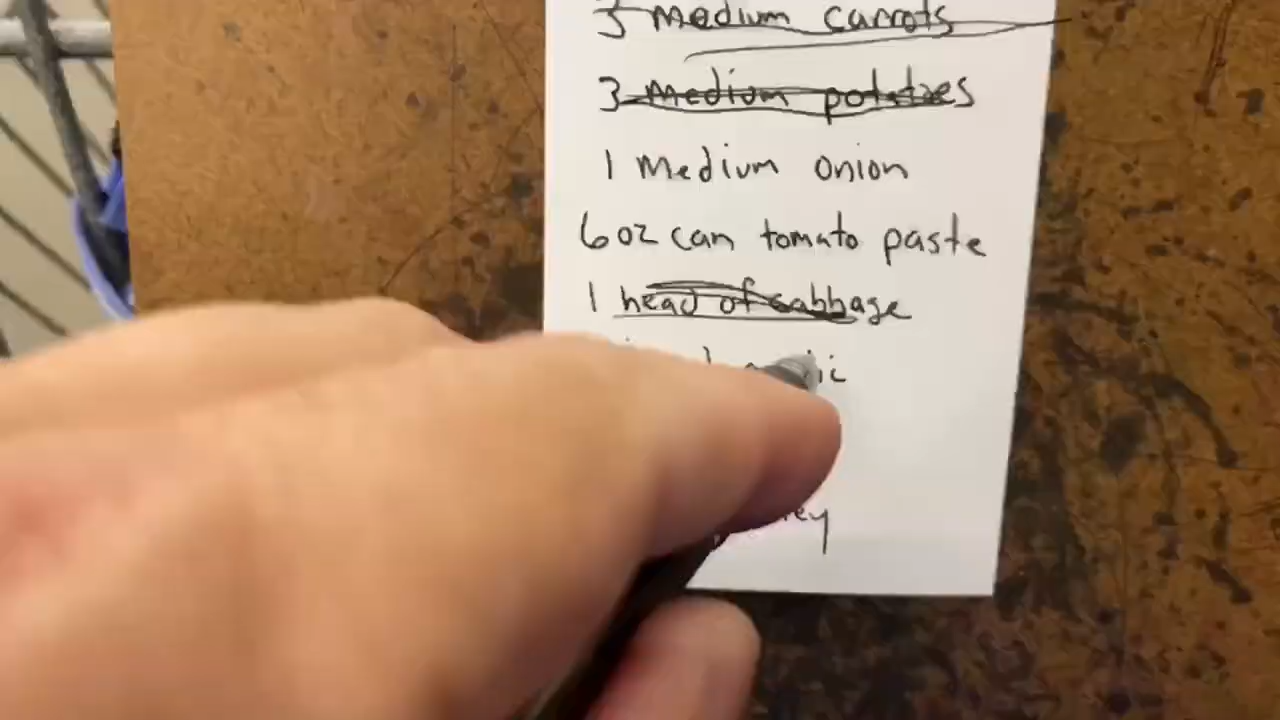 3 medium carrots
3 medium potatoes
1 medium onion
6oz can tomato paste
1 head of cabbage